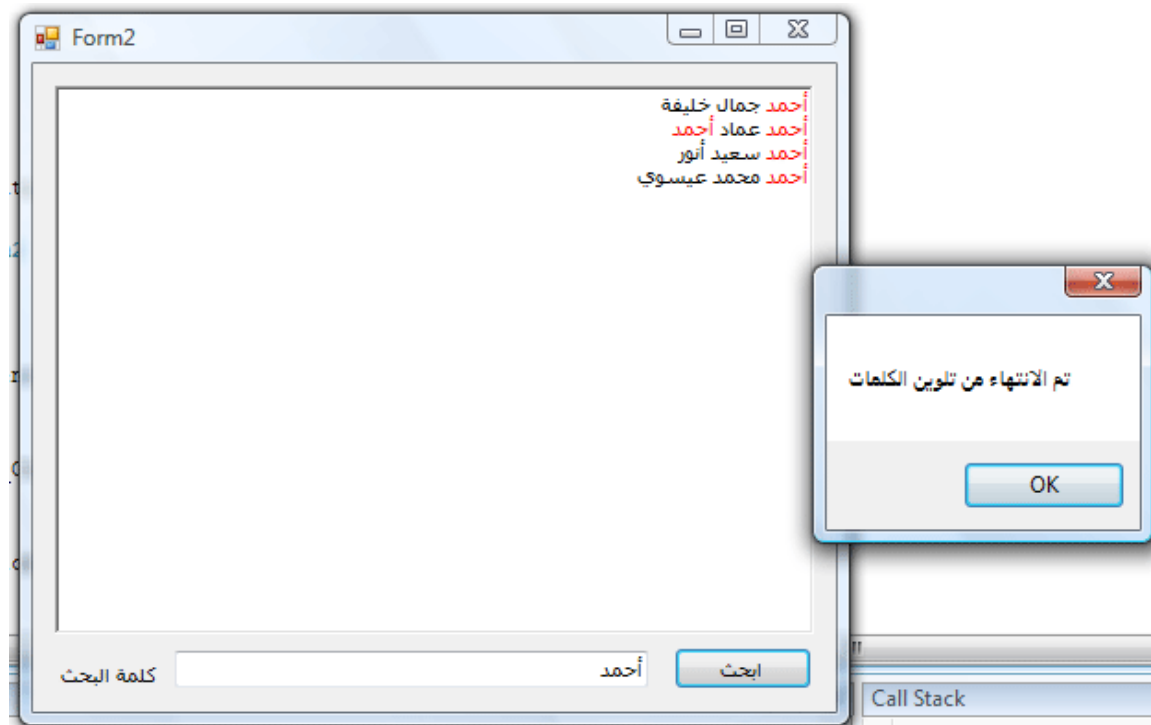 Form2
أحمد جمال خليفة
أحمد عماد أحمد
أحمد سعيد أنور
أحمد محمد عيسوي
تم الانتهاء من تلوين الكلمات
OK
كلمة البحث
أحمد
ابحث
Call Stack